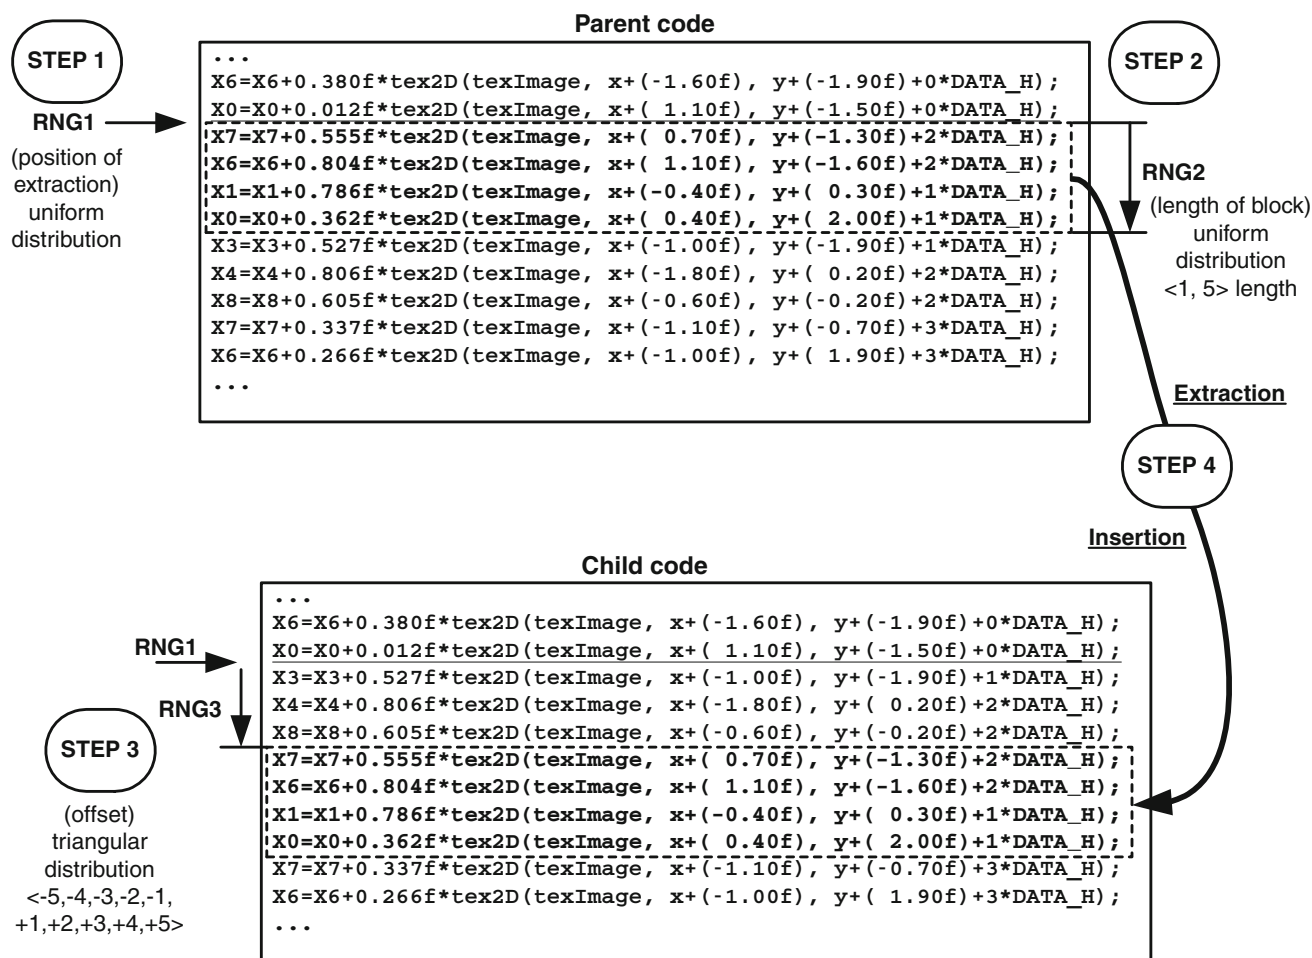 Parent code
STEP 1
RNG1
(position of
extraction)
uniform
distribution
...
X6=X6+0.380f*tex2D(texImage, x+(-1.60f), y+(-1.90f)+0*DATA_H);
X0=X0+0.012f*tex2D(texImage, x+( 1.10f), y+(-1.50f)+0*DATA_H);
X7=X7+0.555f*tex2D(texImage, x+( 0.70f), y+(-1.30f)+2*DATA_H);
X6=X6+0.804f*tex2D(texImage, x+( 1.10f), y+(-1.60f)+2*DATA_H);
X1=X1+0.786f*tex2D(texImage, x+(-0.40f), y+( 0.30f)+1*DATA_H);
X0=X0+0.362f*tex2D(texImage, x+( 0.40f), y+( 2.00f)+1*DATA_H);
X3=X3+0.527f*tex2D(texImage, x+(-1.00f), y+(-1.90f)+1*DATA_H);
X4=X4+0.806f*tex2D(texImage, x+(-1.80f), y+( 0.20f)+2*DATA_H);
X8=X8+0.605f*tex2D(texImage, x+(-0.60f), y+(-0.20f)+2*DATA_H);
X7=X7+0.337f*tex2D(texImage, x+(-1.10f), y+(-0.70f)+3*DATA_H);
X6=X6+0.266f*tex2D(texImage, x+(-1.00f), y+( 1.90f)+3*DATA_H);
...
STEP 2
RNG2
(length of block)
uniform
distribution
<1, 5> length
Extraction
STEP 4
Insertion
Child code
RNG1
RNG3
STEP 3
(offset)
triangular
distribution
<-5,-4,-3,-2,-1,
+1,+2,+3,+4,+5>
...
X6=X6+0.380f*tex2D(texImage, x+(-1.60f), y+(-1.90f)+0*DATA_H);
X0=X0+0.012f*tex2D(texImage, x+( 1.10f), y+(-1.50f)+0*DATA_H);
X3=X3+0.527f*tex2D(texImage, x+(-1.00f), y+(-1.90f)+1*DATA_H);
X4=X4+0.806f*tex2D(texImage, x+(-1.80f), y+( 0.20f)+2*DATA_H);
X8=X8+0.605f*tex2D(texImage, x+(-0.60f), y+(-0.20f)+2*DATA_H);
X7=X7+0.555f*tex2D(texImage, x+( 0.70f), y+(-1.30f)+2*DATA_H);
X6=X6+0.804f*tex2D(texImage, x+( 1.10f), y+(-1.60f)+2*DATA_H);
X1=X1+0.786f*tex2D(texImage, x+(-0.40f), y+( 0.30f)+1*DATA_H);
X0=X0+0.362f*tex2D(texImage, x+( 0.40f), y+( 2.00f)+1*DATA_H);
X7=X7+0.337f*tex2D(texImage, x+(-1.10f), y+(-0.70f)+3*DATA_H);
X6=X6+0.266f*tex2D(texImage, x+(-1.00f), y+( 1.90f)+3*DATA_H);
...